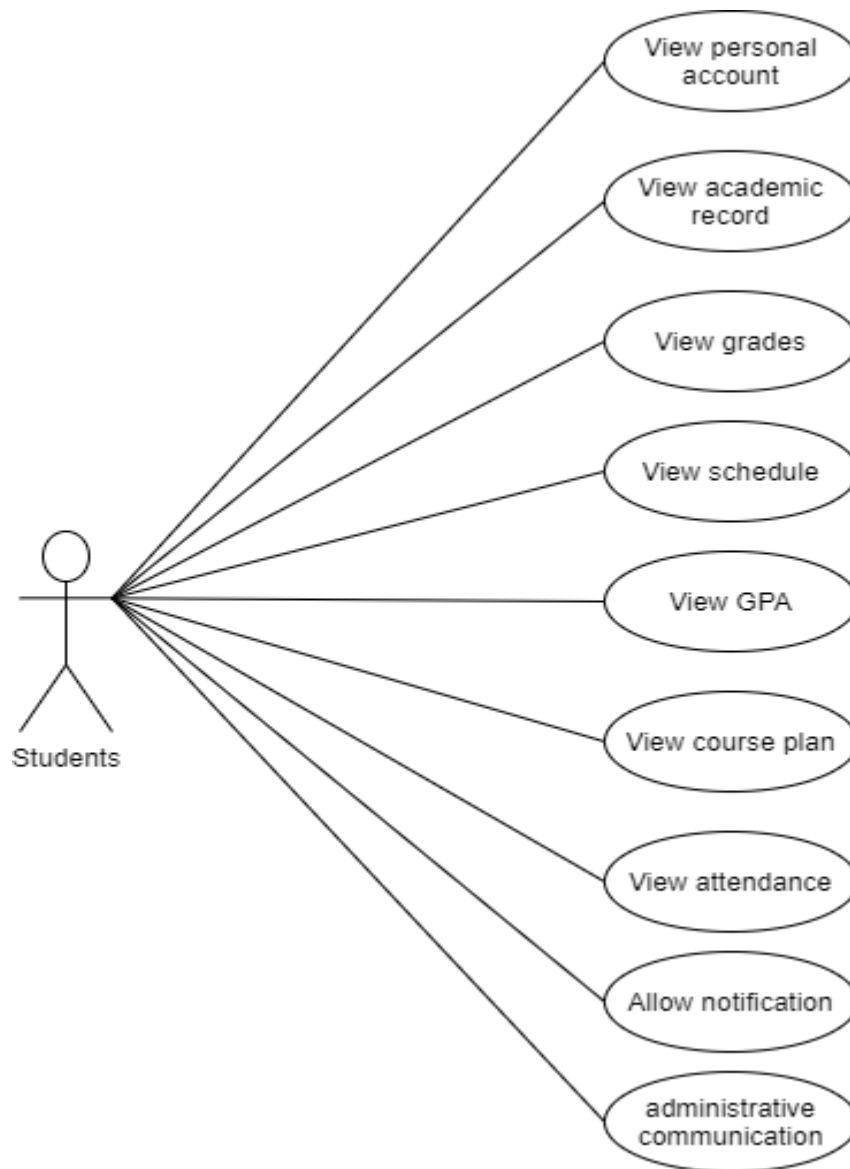 View personal
account
View academic
record
View grades
View schedule
View GPA
Students
View course plan
View attendance
Allow notification
administrative
communication